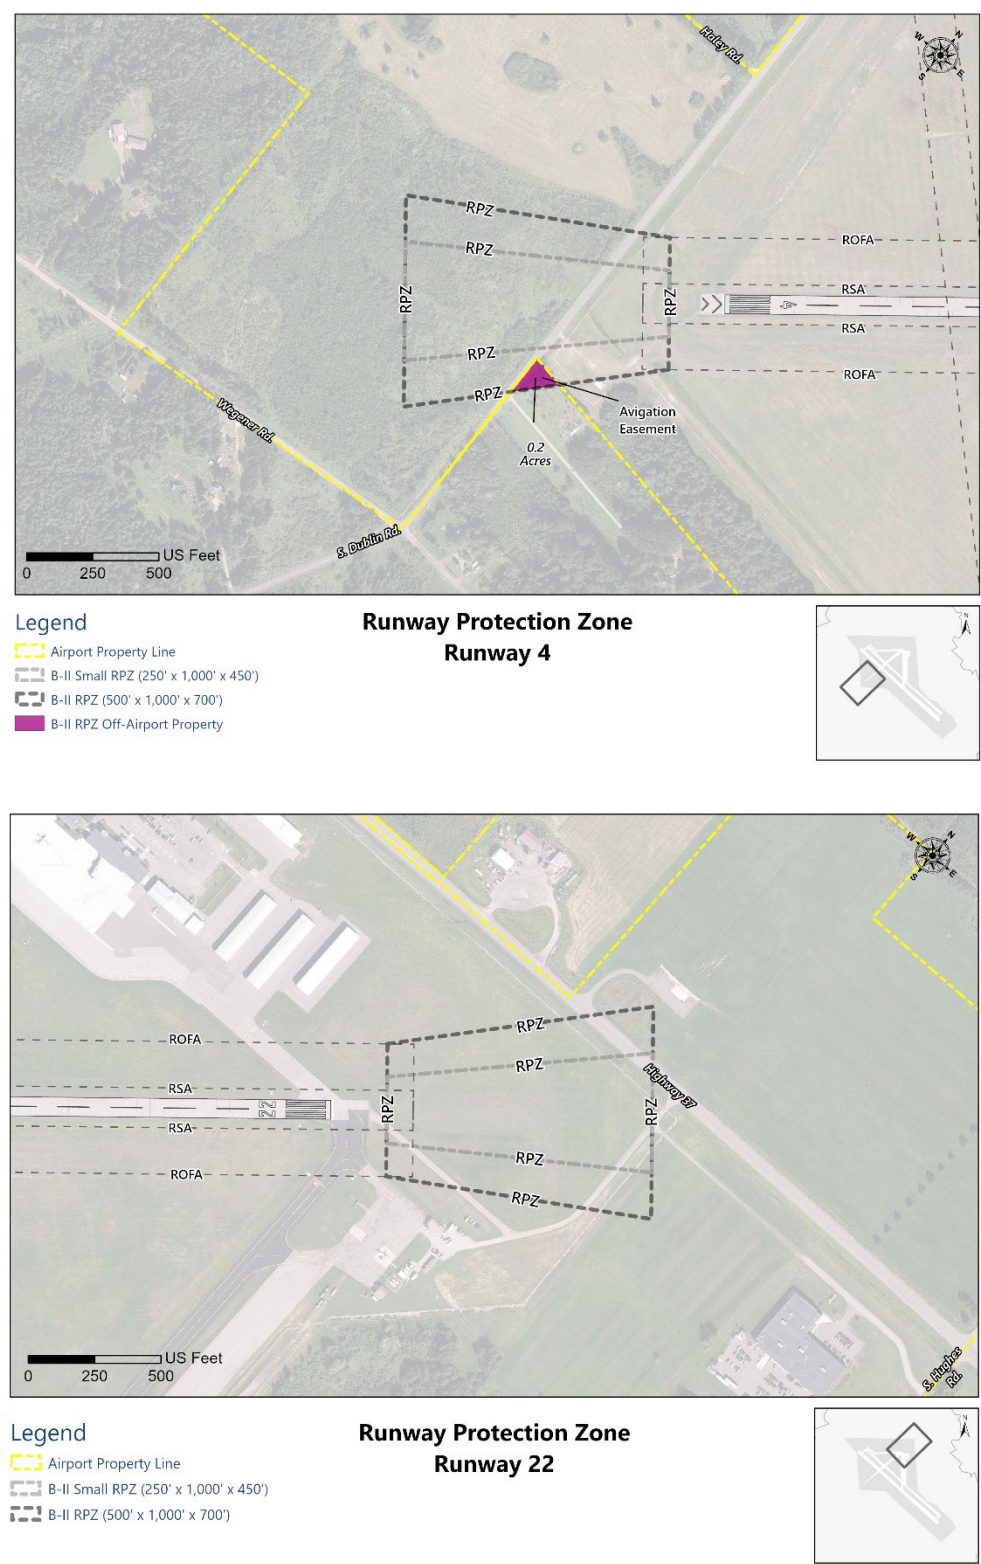 Haley Rd.
N
W
E
S
RPZ
RPZ
ROFA
RPZ
RPZ
RSA
RSA
RPZ
ROFA
RPZ
Avigation
Easement
0.2
Acres
Wegener Rd.
S. Dublin Rd.
US Feet
0 250 500
Legend
Airport Property Line
B-II Small RPZ (250' x 1,000' x 450')
B-II RPZ (500' x 1,000' x 700')
B-II RPZ Off-Airport Property
Runway Protection Zone
Runway 4
N
W
N
S
E
RPZ
ROFA
RPZ
Highway 37
RSA
22
RPZ
RPZ
RSA
RPZ
ROFA
RPZ
US Feet
0 250 500
S. Hughes
Rd.
Legend
Airport Property Line
B-II Small RPZ (250' x 1,000' x 450')
B-II RPZ (500' x 1,000' x 700')
Runway Protection Zone
Runway 22
N